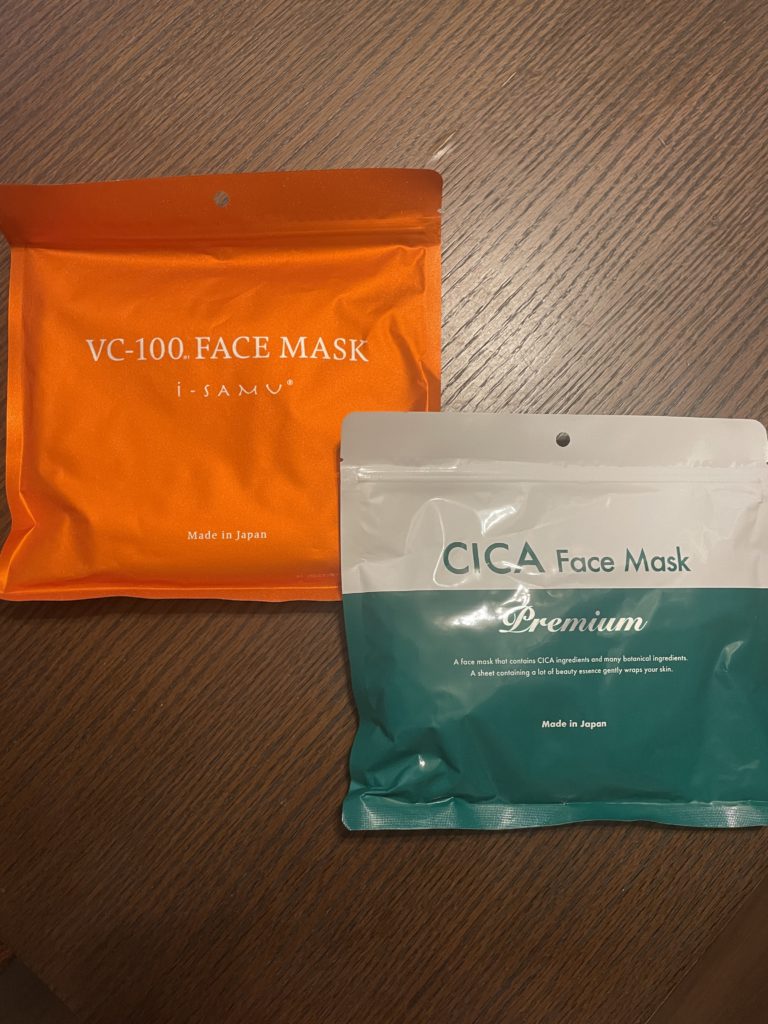 VC-100 FACE MASK
i-SAMU®
Made in Japan
CICA Face Mask
Premium
A face mask that contains CICA ingredients and many botanical ingredients.
A sheet containing a lot of beauty essence gently wraps your skin.
Made in Japan